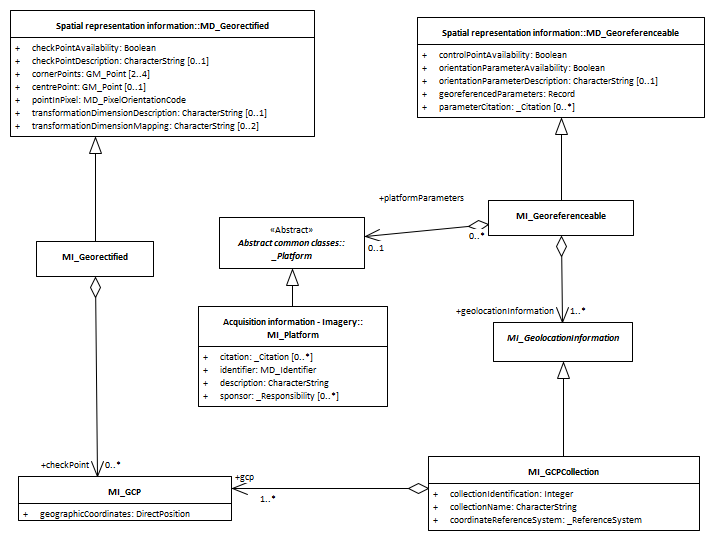 Spatial representation information::MD_Georectified
+ checkPointAvailability: Boolean
+ checkPointDescription: CharacterString [0..1]
+ cornerPoints: GM_Point [2..4]
+ centrePoint: GM_Point [0..1]
+ pointInPixel: MD_PixelOrientationCode
+ transformationDimensionDescription: CharacterString [0..1]
+ transformationDimensionMapping: CharacterString [0..2]
Spatial representation information::MD_Georeferenceable
+ controlPointAvailability: Boolean
+ orientationParameterAvailability: Boolean
+ orientationParameterDescription: CharacterString [0..1]
+ georeferencedParameters: Record
+ parameterCitation: _Citation [0..*]
+platformParameters
0..1
0..*
MI_Georeferenceable
«Abstract»
Abstract common classes::
_Platform
MI_Georectified
Acquisition information - Imagery::
MI_Platform
+ citation: _Citation [0..*]
+ identifier: MD_Identifier
+ description: CharacterString
+ sponsor: _Responsibility [0..*]
+geolocationInformation
1..*
MI_GeolocationInformation
+checkPoint
0..*
MI_GCP
+ geographicCoordinates: DirectPosition
+gcp
1..*
MI_GCPCollection
+ collectionIdentification: Integer
+ collectionName: CharacterString
+ coordinateReferenceSystem: _ReferenceSystem